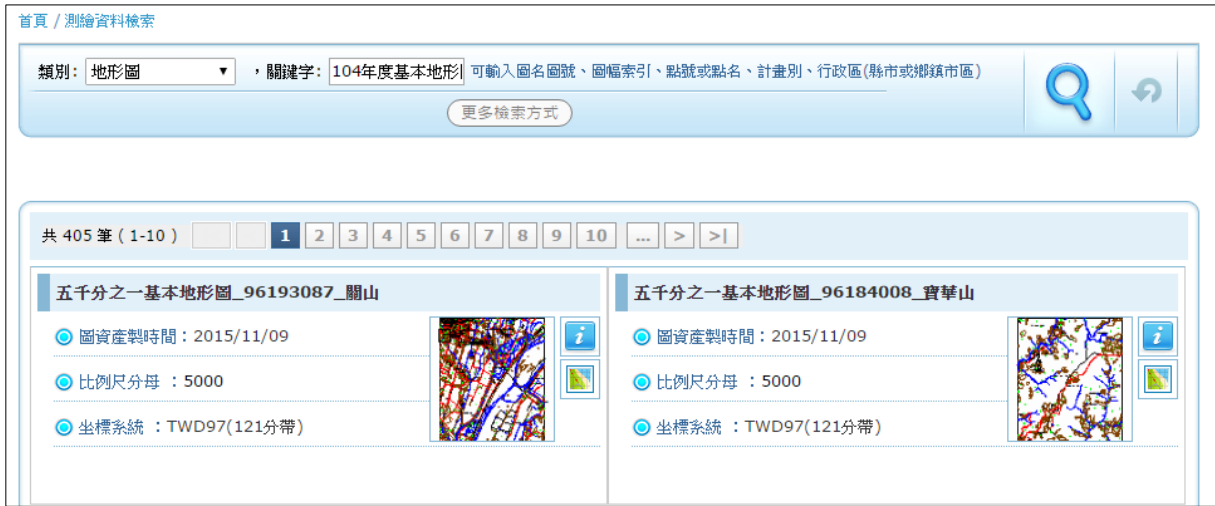 首頁 / 測繪資料檢索
類別: 地形圖 ，關鍵字: 104年度基本地形 可輸入圖名圖號、圖幅索引、點號或點名、計畫別、行政區(縣市或鄉鎮市區)
更多檢索方式
共 405 筆 ( 1-10 ) 1 2 3 4 5 6 7 8 9 10 ... > >|
五千分之一基本地形圖_96193087_關山
圖資產製時間：2015/11/09
比例尺分母 ：5000
坐標系統 ：TWD97(121分帶)
五千分之一基本地形圖_96184008_寶華山
圖資產製時間：2015/11/09
比例尺分母 ：5000
坐標系統 ：TWD97(121分帶)